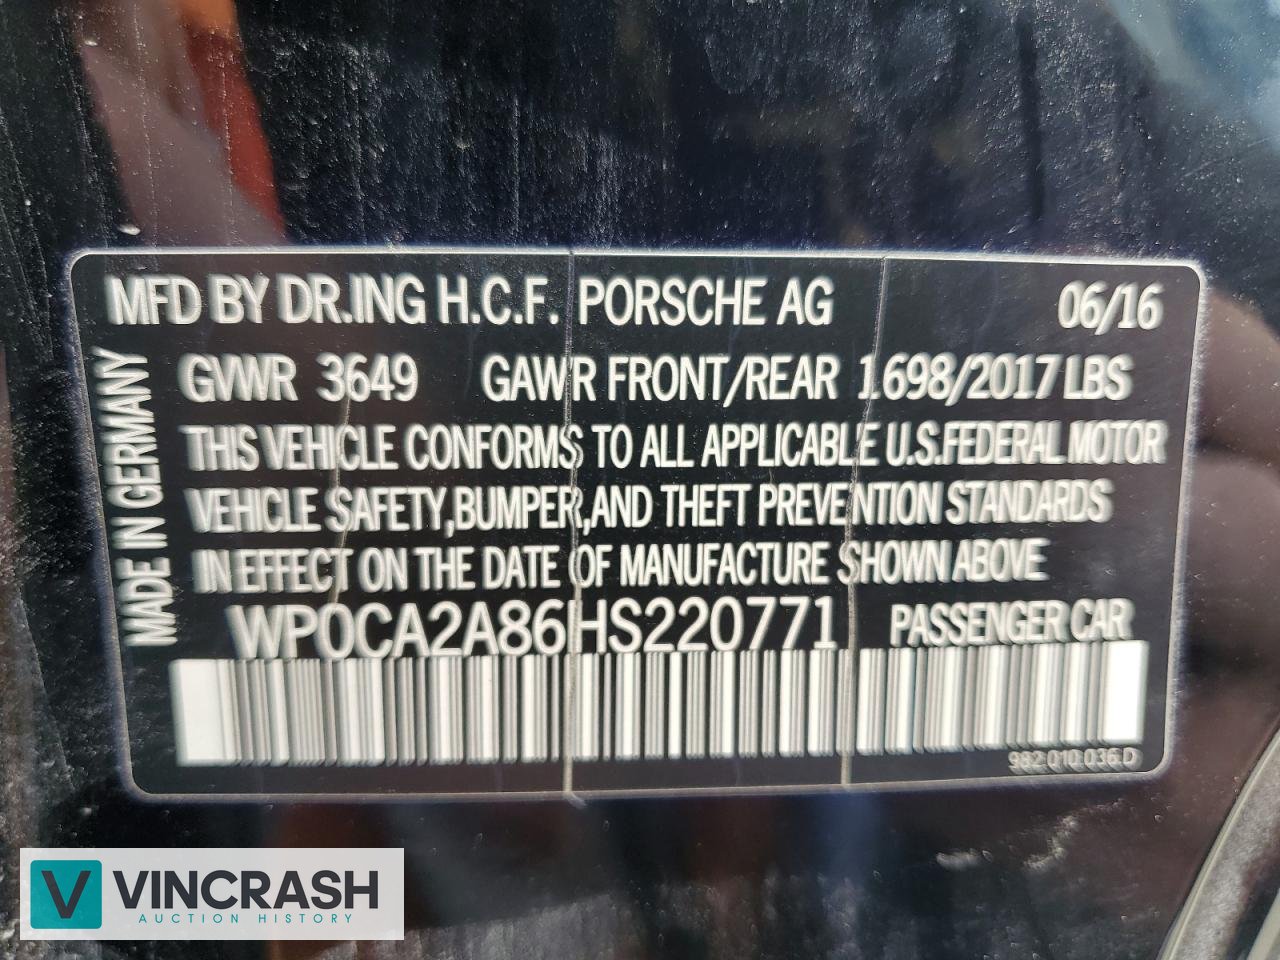 MFD BY DR.ING H.C.F. PORSCHE AG 06/16
GVWR 3649 GAWR FRONT/REAR 1698/2017 LBS
THIS VEHICLE CONFORMS TO ALL APPLICABLE U.S.FEDERAL MOTOR
VEHICLE SAFETY,BUMPER,AND THEFT PREVENTION STANDARDS
IN EFFECT ON THE DATE OF MANUFACTURE SHOWN ABOVE
WP0CA2A86HS220771 PASSENGER CAR
982.010.036.D
MADE IN GERMANY
V VINCRASH
AUCTION HISTORY